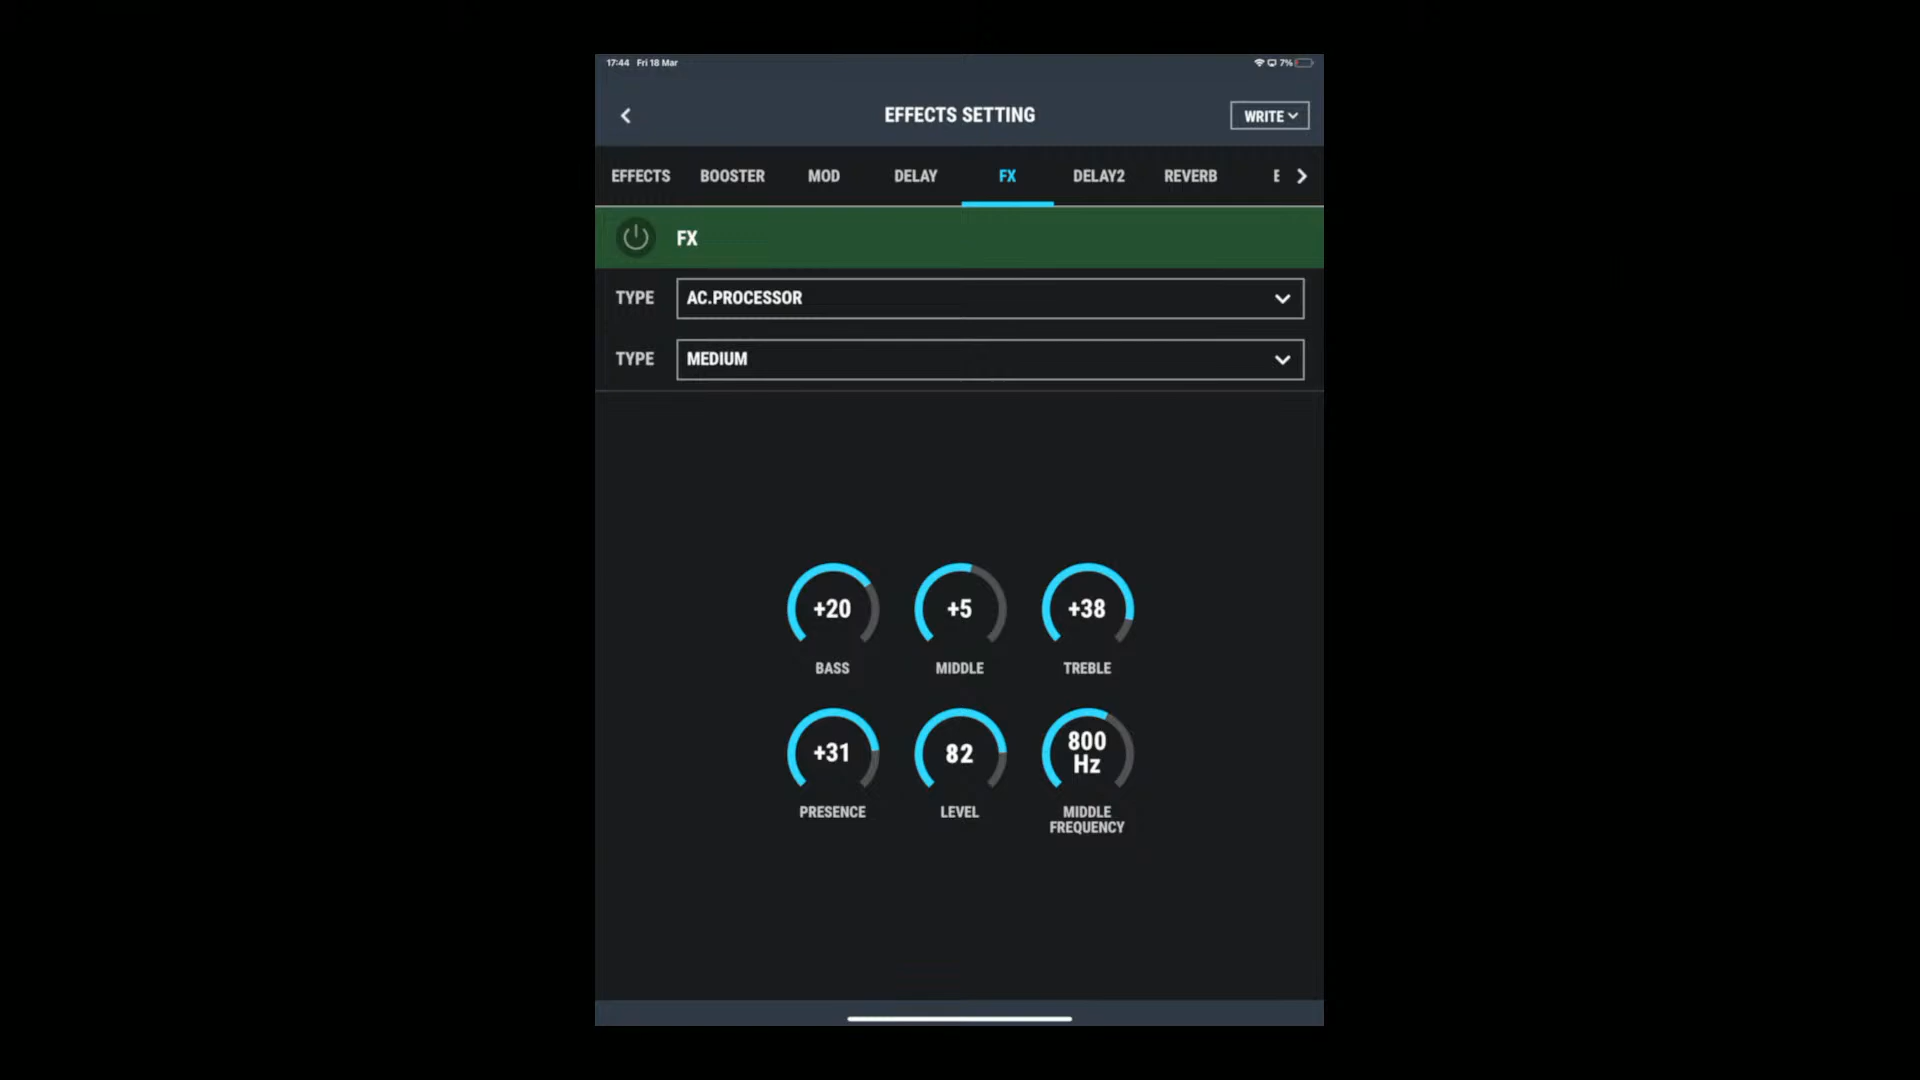 17:44 Fri 18 Mar
7%
EFFECTS SETTING
WRITE
EFFECTS BOOSTER MOD DELAY FX DELAY2 REVERB E
FX
TYPE AC.PROCESSOR
TYPE MEDIUM
+20 +5 +38
BASS MIDDLE TREBLE
+31 82 800
Hz
PRESENCE LEVEL MIDDLE
FREQUENCY